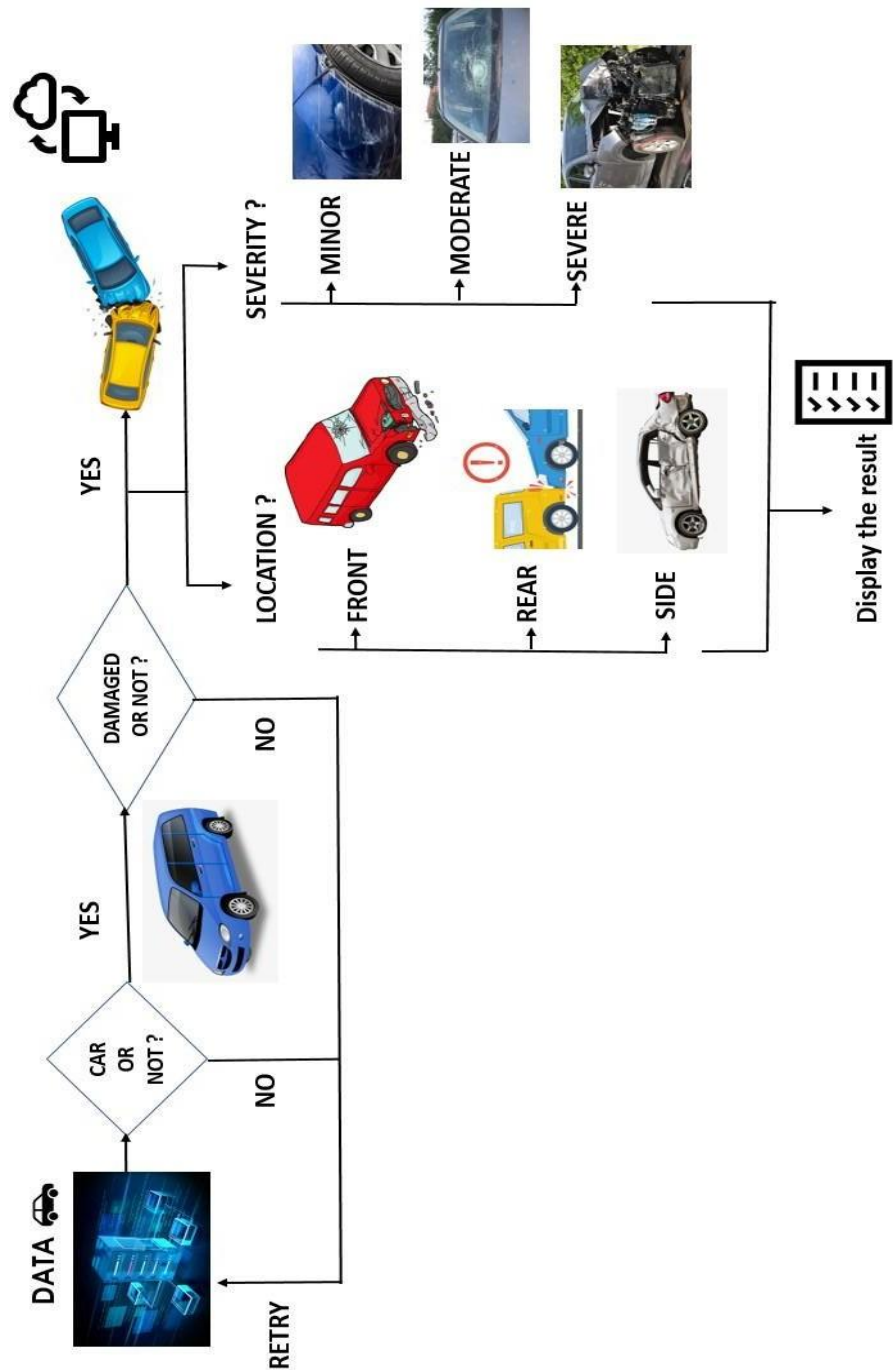 DATA
CAR
OR
NOT ?
YES
NO
DAMAGED
OR NOT ?
YES
NO
RETRY
LOCATION ?
FRONT
REAR
SIDE
SEVERITY ?
MINOR
MODERATE
SEVERE
Display the result